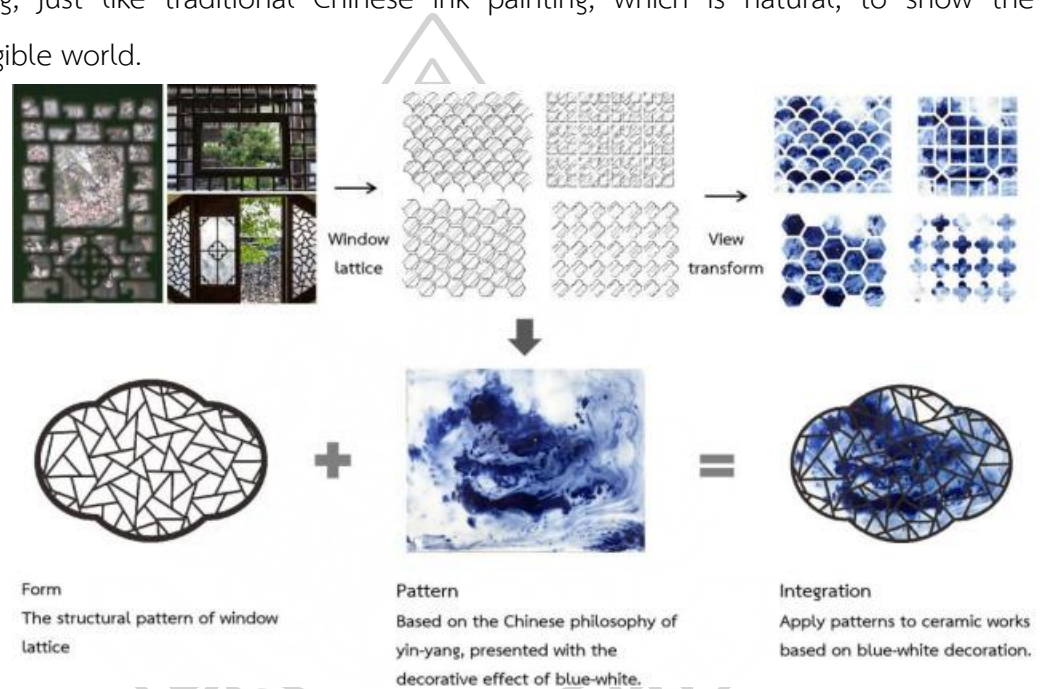 just like traditional Chinese ink painting, which is natural, to show the
world.
Window
lattice
View
transform
Form
The structural pattern of window
lattice
Pattern
Based on the Chinese philosophy of
yin-yang, presented with the
decorative effect of blue-white.
Integration
Apply patterns to ceramic works
based on blue-white decoration.